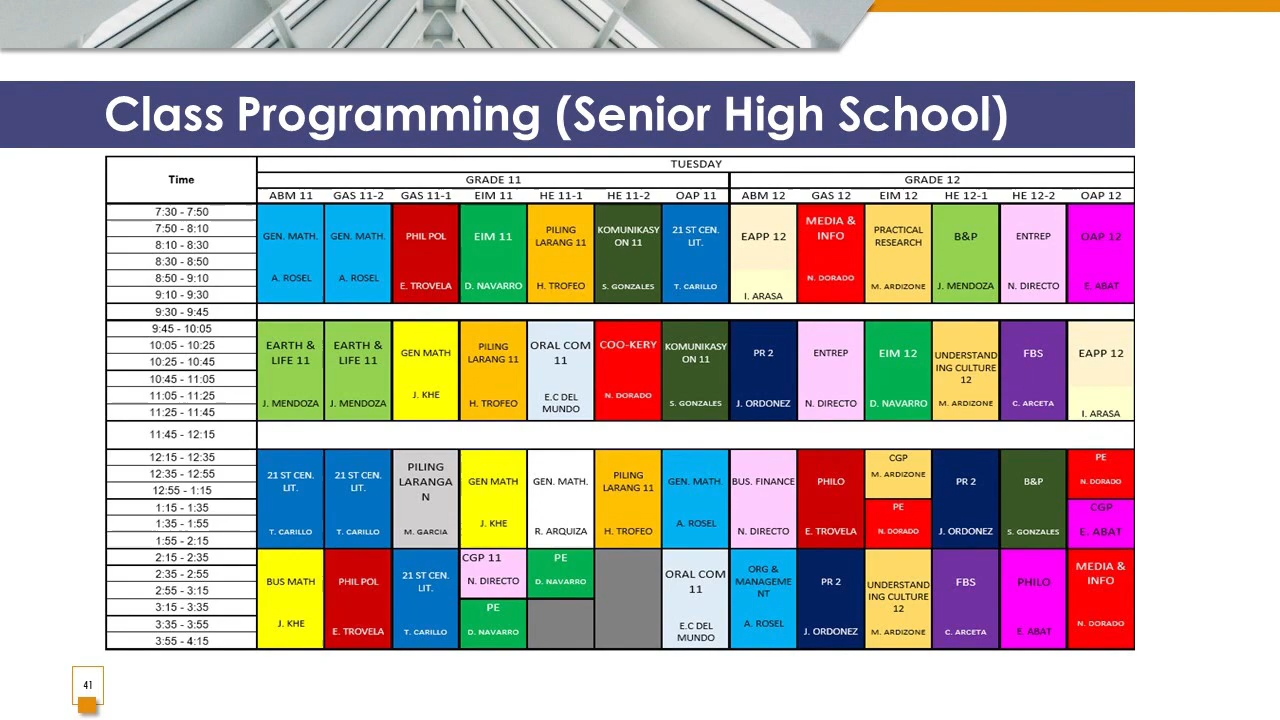 Class Programming (Senior High School)
Time
TUESDAY
GRADE 11 GRADE 12
ABM 11 GAS 11-2 GAS 11-1 EIM 11 HE 11-1 HE 11-2 OAP 11 ABM 12 GAS 12 EIM 12 HE 12-1 HE 12-2 OAP 12
7:30 - 7:50
7:50 - 8:10
8:10 - 8:30
8:30 - 8:50
8:50 - 9:10
9:10 - 9:30
GEN. MATH.
A. ROSEL
GEN. MATH.
A. ROSEL
PHIL POL
E. TROVELA
EIM 11
D. NAVARRO
PILING
LARANG 11
H. TROFEO
KOMUNIKASY
ON 11
S. GONZALES
21 ST CEN.
LIT.
T. CARILLO
EAPP 12
I. ARASA
MEDIA &
INFO
N. DORADO
PRACTICAL
RESEARCH
M. ARDIZONE
B&P
J. MENDOZA
ENTREP
N. DIRECTO
OAP 12
E. ABAT
9:30 - 9:45
9:45 - 10:05
10:05 - 10:25
10:25 - 10:45
10:45 - 11:05
11:05 - 11:25
11:25 - 11:45
EARTH &
LIFE 11
J. MENDOZA
EARTH &
LIFE 11
J. MENDOZA
GEN MATH
J. KHE
PILING
LARANG 11
H. TROFEO
ORAL COM
11
E.C DEL
MUNDO
COO-KERY
N. DORADO
KOMUNIKASY
ON 11
S. GONZALES
PR 2
J. ORDONEZ
ENTREP
N. DIRECTO
EIM 12
D. NAVARRO
UNDERSTAND
ING CULTURE
12
M. ARDIZONE
FBS
C. ARCETA
EAPP 12
I. ARASA
11:45 - 12:15
12:15 - 12:35
12:35 - 12:55
12:55 - 1:15
1:15 - 1:35
1:35 - 1:55
1:55 - 2:15
21 ST CEN.
LIT.
T. CARILLO
21 ST CEN.
LIT.
T. CARILLO
PILING
LARANGA
N
M. GARCIA
GEN MATH
J. KHE
GEN. MATH.
R. ARQUIZA
PILING
LARANG 11
H. TROFEO
GEN. MATH.
A. ROSEL
BUS. FINANCE
N. DIRECTO
PHILO
E. TROVELA
CGP
M. ARDIZONE
PE
N. DORADO
PR 2
J. ORDONEZ
B&P
S. GONZALES
PE
N. DORADO
CGP
E. ABAT
2:15 - 2:35
2:35 - 2:55
2:55 - 3:15
3:15 - 3:35
3:35 - 3:55
3:55 - 4:15
BUS MATH
J. KHE
PHIL POL
E. TROVELA
21 ST CEN.
LIT.
T. CARILLO
CGP 11
N. DIRECTO
PE
D. NAVARRO
PE
D. NAVARRO
ORAL COM
11
E.C DEL
MUNDO
ORG &
MANAGEME
NT
A. ROSEL
PR 2
J. ORDONEZ
UNDERSTAND
ING CULTURE
12
M. ARDIZONE
FBS
C. ARCETA
PHILO
E. ABAT
MEDIA &
INFO
N. DORADO
41